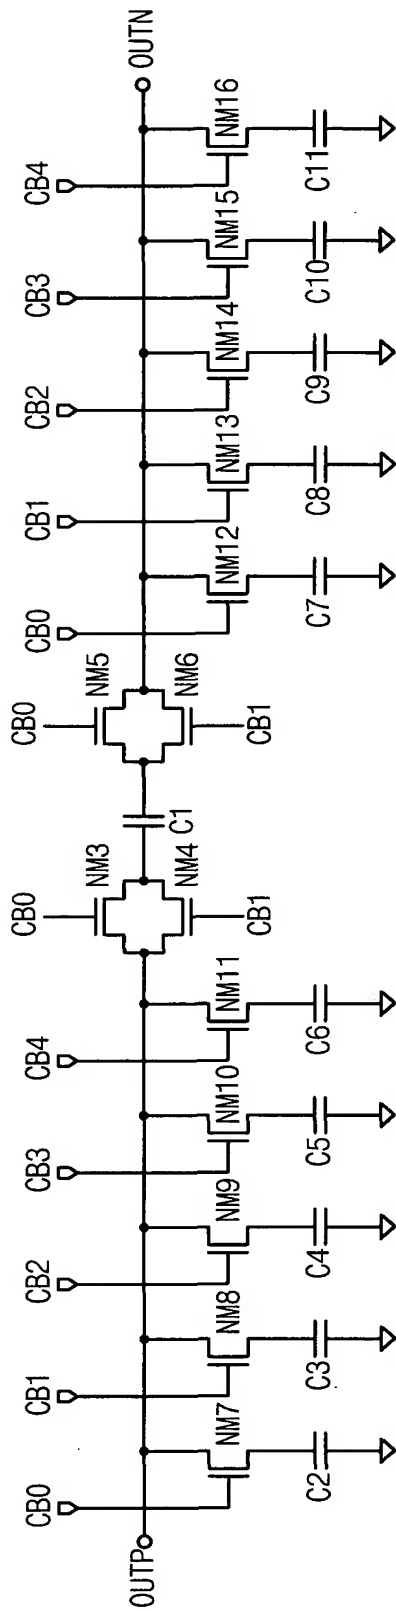 OUTP
CB0
NM7
C2
CB1
NM8
C3
CB2
NM9
C4
CB3
NM10
C5
CB4
NM11
C6
CB0
NM3
NM4
CB1
C1
CB0
NM5
NM6
CB1
CB0
NM12
C7
CB1
NM13
C8
CB2
NM14
C9
CB3
NM15
C10
CB4
NM16
C11
OUTN